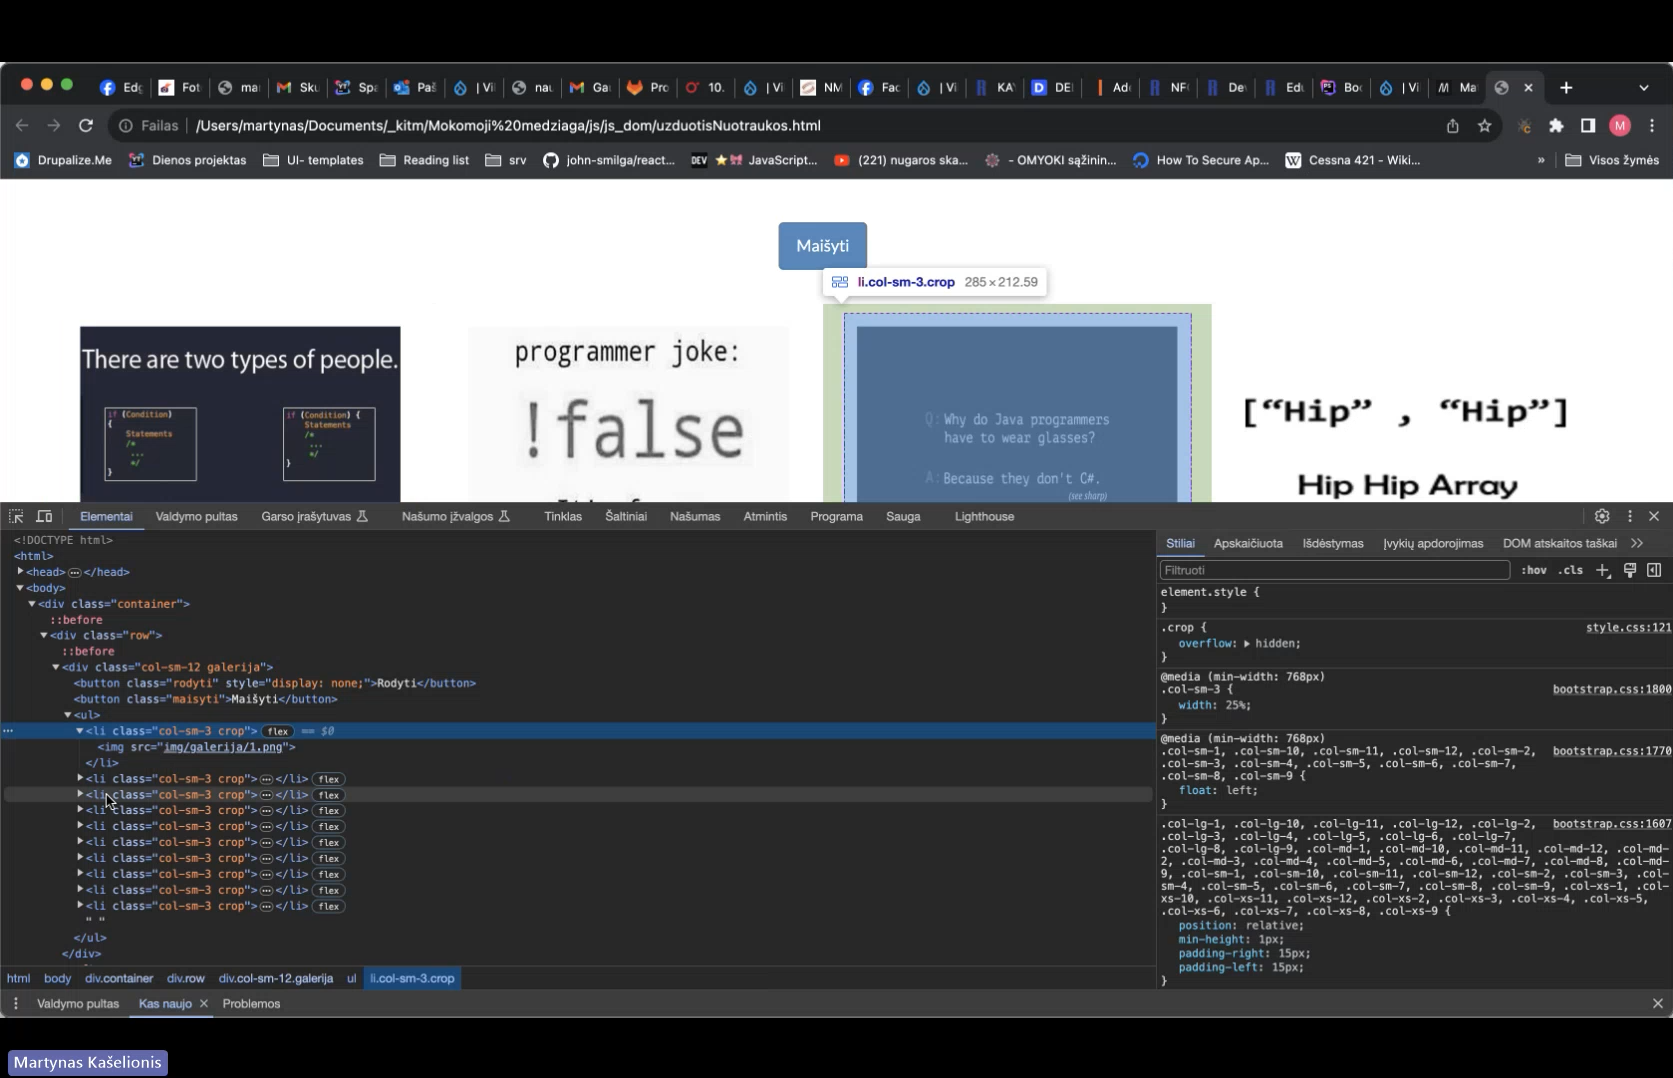 Edg
Fot
mar
Sku
Spa
Paš
| Vil
nau
Gau
Pro
10.
| Vi
NM
Fac
| Vi
KA
DE
Ad
NF
De
Edu
Boo
| Vi
Ma
Failas
/Users/martynas/Documents/_kitm/Mokomoji%20medziaga/js/js_dom/uzduotisNuotraukos.html
M
Drupalize.Me
Dienos projektas
UI- templates
Reading list
srv
john-smilga/react...
DEV
JavaScript...
(221) nugaros ska...
- OMYOKI sąžinin...
How To Secure Ap...
W
Cessna 421 - Wiki...
»
Visos žymės
Maišyti
li.col-sm-3.crop 285×212.59
There are two types of people.
if (Condition)
{
Statements
/*
...
*/
}
if (Condition) {
Statements
/*
...
*/
}
programmer joke:
!false
Q: Why do Java programmers
have to wear glasses?
A: Because they don't C#.
(see sharp)
["Hip" , "Hip"]
Hip Hip Array
Elementai
Valdymo pultas
Garso įrašytuvas
Našumo įžvalgos
Tinklas
Šaltiniai
Našumas
Atmintis
Programa
Sauga
Lighthouse
<!DOCTYPE html>
<html>
<head>…</head>
<body>
<div class="container">
::before
<div class="row">
::before
<div class="col-sm-12 galerija">
<button class="rodyti" style="display: none;">Rodyti</button>
<button class="maisyti">Maišyti</button>
<ul>
<li class="col-sm-3 crop"> flex == $0
<img src="img/galerija/1.png">
</li>
<li class="col-sm-3 crop">…</li> flex
<li class="col-sm-3 crop">…</li> flex
<li class="col-sm-3 crop">…</li> flex
<li class="col-sm-3 crop">…</li> flex
<li class="col-sm-3 crop">…</li> flex
<li class="col-sm-3 crop">…</li> flex
<li class="col-sm-3 crop">…</li> flex
<li class="col-sm-3 crop">…</li> flex
<li class="col-sm-3 crop">…</li> flex
" "
</ul>
</div>
html body div.container div.row div.col-sm-12.galerija ul li.col-sm-3.crop
Valdymo pultas
Kas naujo
Problemos
Stiliai
Apskaičiuota
Išdėstymas
Įvykių apdorojimas
DOM atskaitos taškai
Filtruoti
:hov .cls
element.style {
}
.crop { style.css:121
overflow: hidden;
}
@media (min-width: 768px)
.col-sm-3 { bootstrap.css:1800
width: 25%;
}
@media (min-width: 768px)
.col-sm-1, .col-sm-10, .col-sm-11, .col-sm-12, .col-sm-2, bootstrap.css:1770
.col-sm-3, .col-sm-4, .col-sm-5, .col-sm-6, .col-sm-7,
.col-sm-8, .col-sm-9 {
float: left;
}
.col-lg-1, .col-lg-10, .col-lg-11, .col-lg-12, .col-lg-2, bootstrap.css:1607
.col-lg-3, .col-lg-4, .col-lg-5, .col-lg-6, .col-lg-7,
.col-lg-8, .col-lg-9, .col-md-1, .col-md-10, .col-md-11, .col-md-12, .col-md-
2, .col-md-3, .col-md-4, .col-md-5, .col-md-6, .col-md-7, .col-md-8, .col-md-
9, .col-sm-1, .col-sm-10, .col-sm-11, .col-sm-12, .col-sm-2, .col-sm-3, .col-
sm-4, .col-sm-5, .col-sm-6, .col-sm-7, .col-sm-8, .col-sm-9, .col-xs-1, .col-
xs-10, .col-xs-11, .col-xs-12, .col-xs-2, .col-xs-3, .col-xs-4, .col-xs-5,
.col-xs-6, .col-xs-7, .col-xs-8, .col-xs-9 {
position: relative;
min-height: 1px;
padding-right: 15px;
padding-left: 15px;
}
Martynas Kašelionis